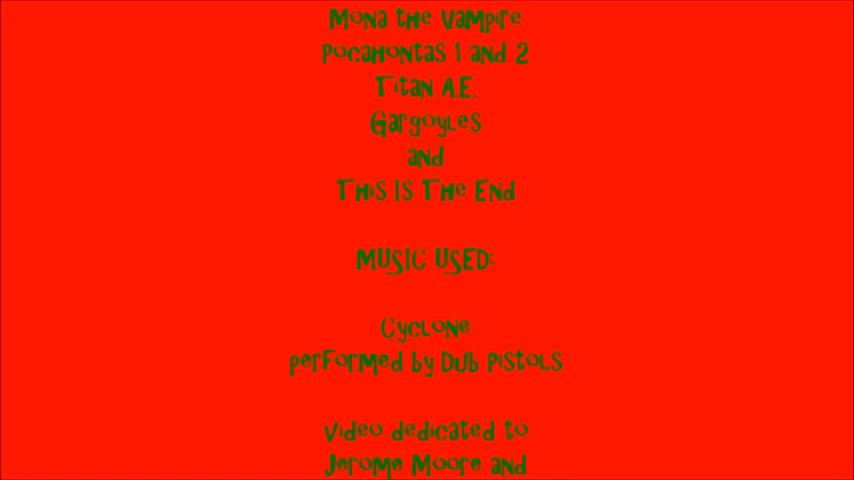 Mona the Vampire
Pocahontas 1 and 2
Titan A.E.
Gargoyles
and
This Is The End
MUSIC USED:
Cyclone
performed by Dub Pistols
Video dedicated to
Jerome Moore and